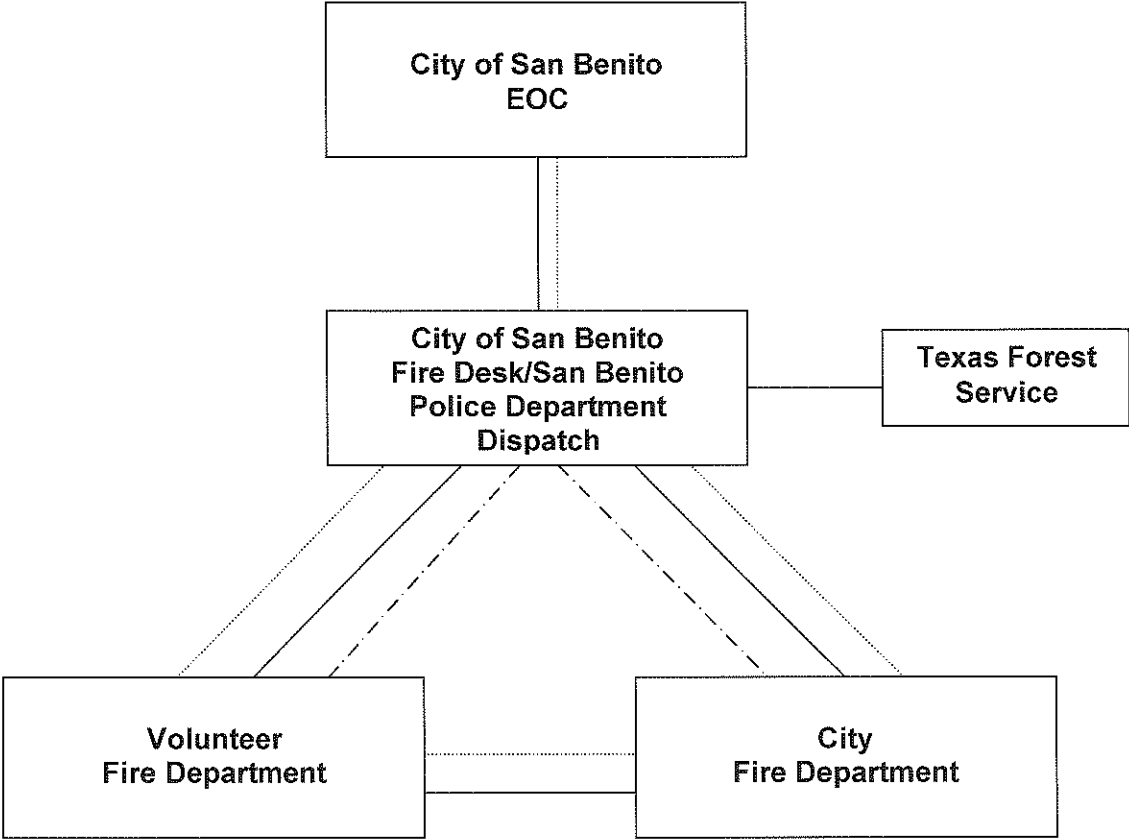 City of San Benito
EOC
City of San Benito
Fire Desk/San Benito
Police Department
Dispatch
Texas Forest
Service
Volunteer
Fire Department
City
Fire Department